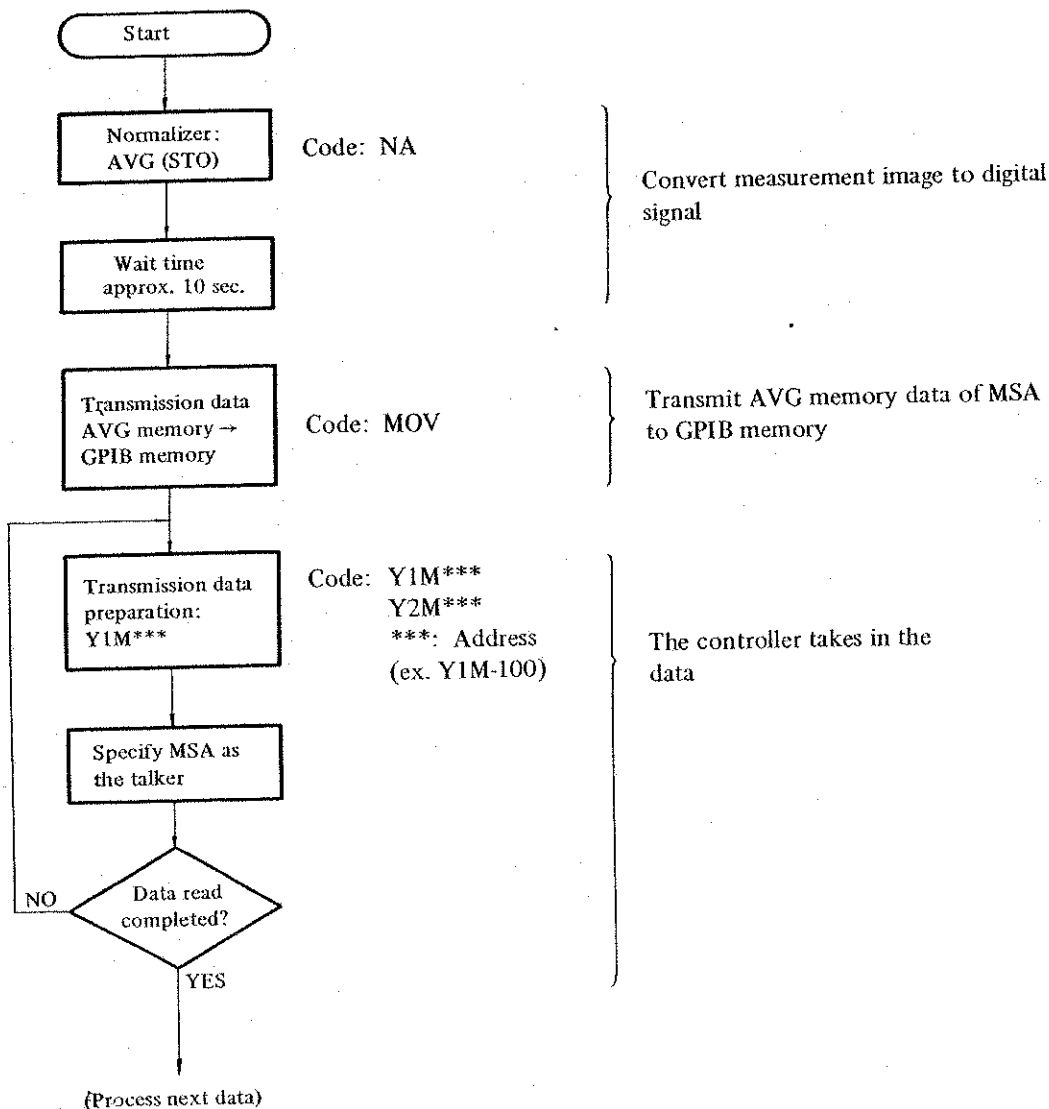 Start
Normalizer:
AVG (STO)
Code: NA
Convert measurement image to digital
signal
Wait time
approx. 10 sec.
Transmission data
AVG memory →
GPIB memory
Code: MOV
Transmit AVG memory data of MSA
to GPIB memory
Transmission data
preparation:
Y1M***
Code: Y1M***
Y2M***
***: Address
(ex. Y1M-100)
The controller takes in the
data
Specify MSA as
the talker
Data read
completed?
NO
YES
(Process next data)